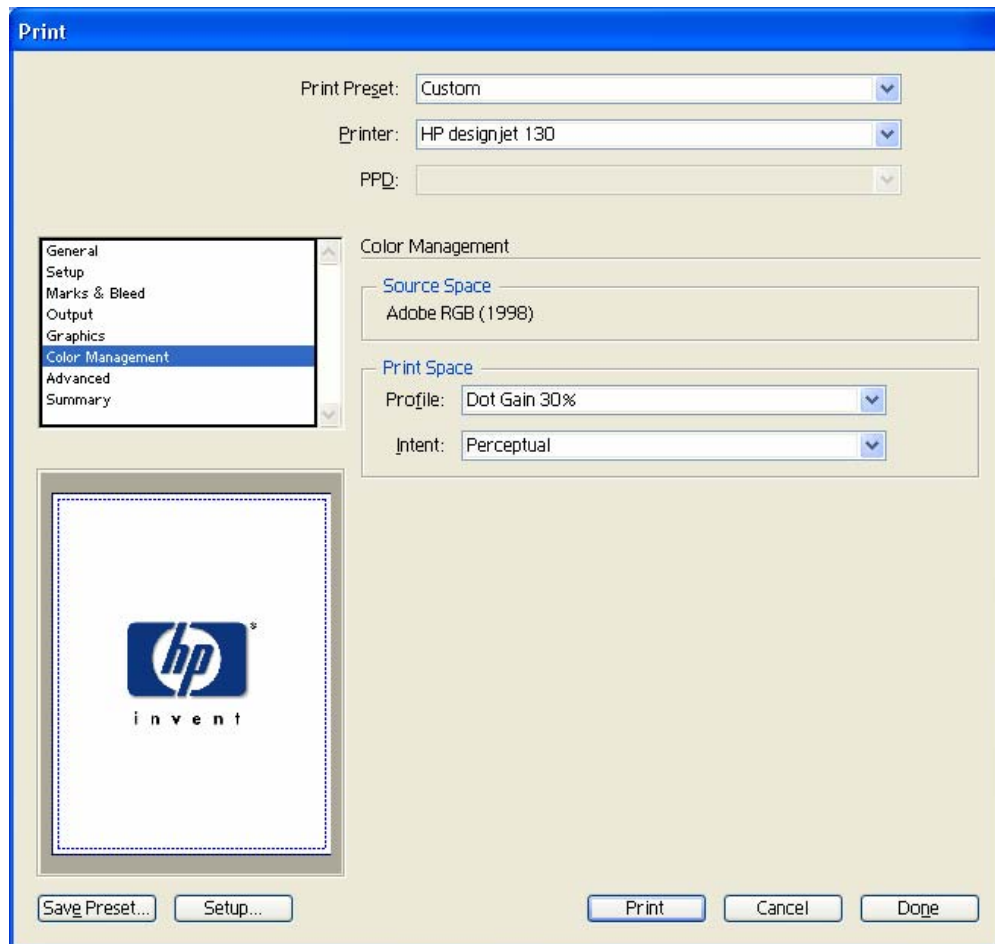 Print
Print Preset: Custom
Printer: HP designjet 130
PPD:
General
Setup
Marks & Bleed
Output
Graphics
Color Management
Advanced
Summary
Color Management
Source Space
Adobe RGB (1998)
Print Space
Profile: Dot Gain 30%
Intent: Perceptual
hp
invent
Save Preset...
Setup...
Print
Cancel
Done